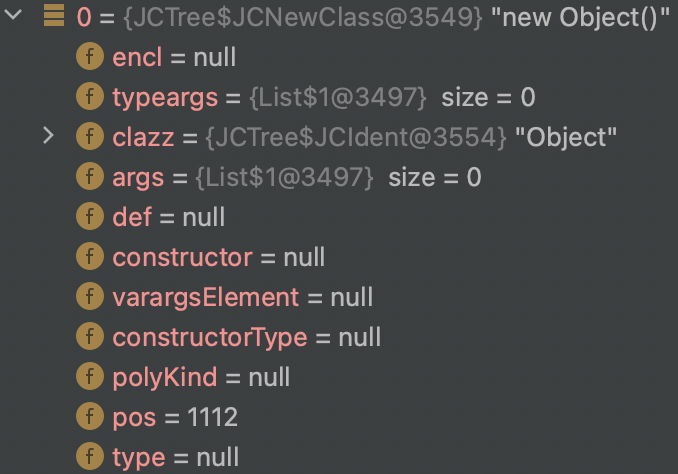 0 = {JCTree$JCNewClass@3549} "new Object()"
f encl = null
f typeargs = {List$1@3497} size = 0
f clazz = {JCTree$JCIdent@3554} "Object"
f args = {List$1@3497} size = 0
f def = null
f constructor = null
f varargsElement = null
f constructorType = null
f polyKind = null
f pos = 1112
f type = null